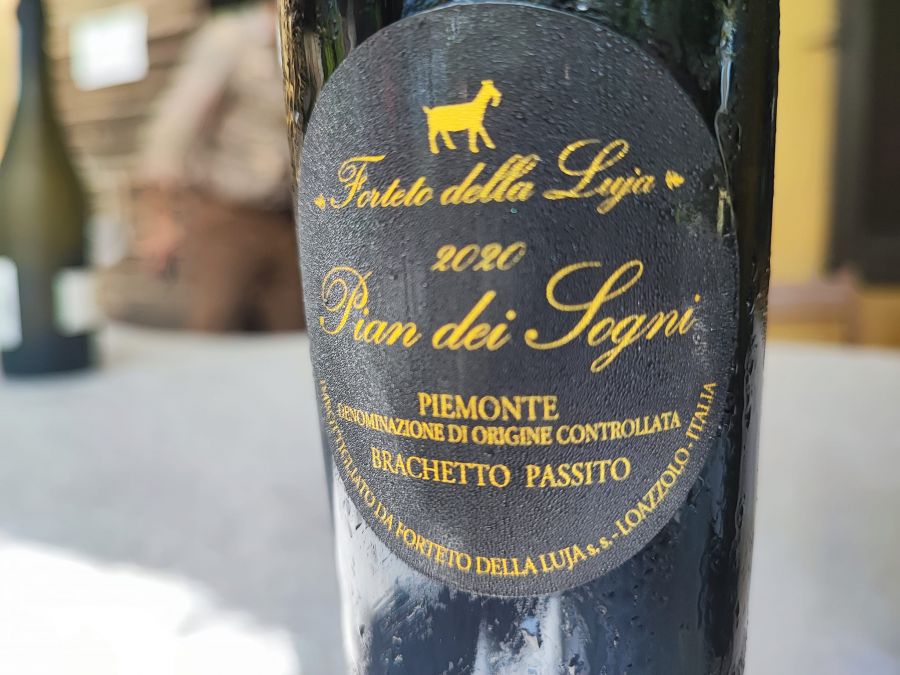 Forteto della Luja
2020
Pian dei Sogni
PIEMONTE
DENOMINAZIONE DI ORIGINE CONTROLLATA
BRACHETTO PASSITO
IMBOTTIGLIATO DA FORTETO DELLA LUJA s.s. - LOAZZOLO - ITALIA